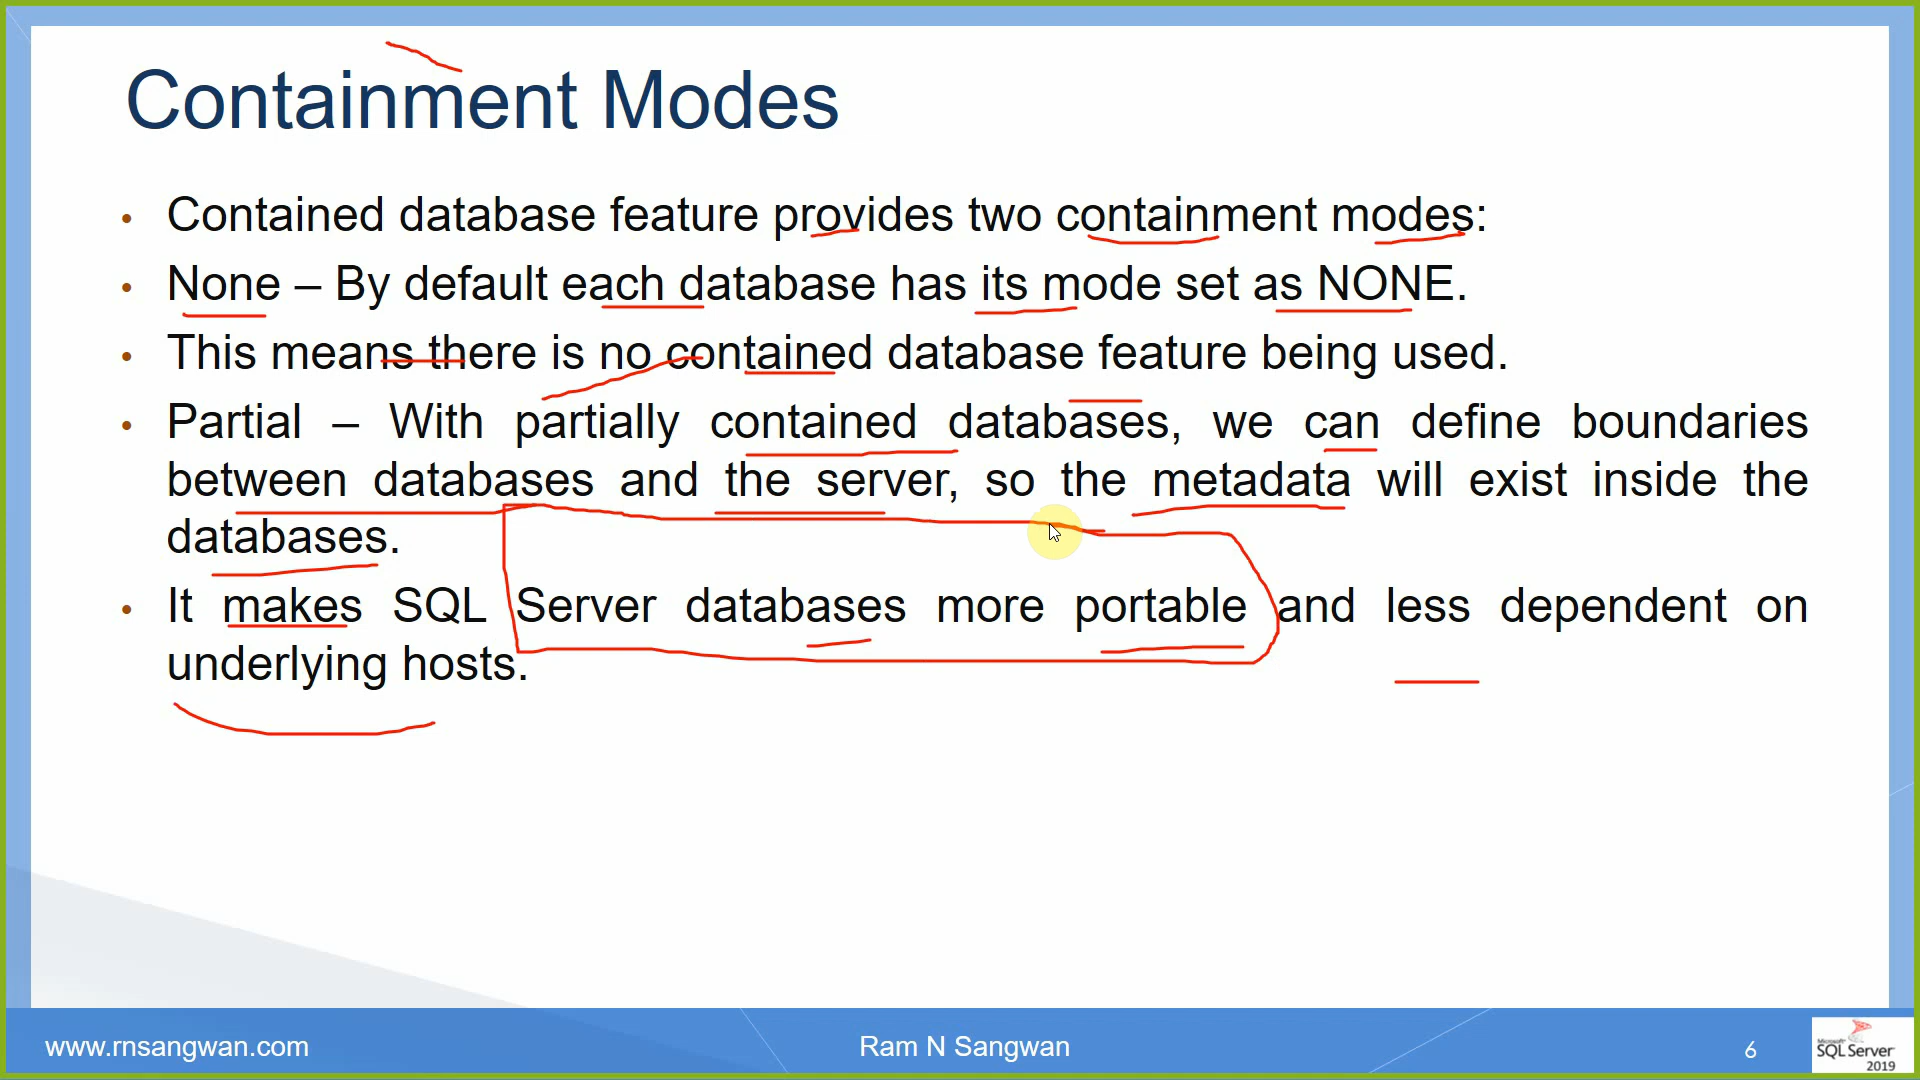 Containment Modes
• Contained database feature provides two containment modes:
• None – By default each database has its mode set as NONE.
• This means there is no contained database feature being used.
• Partial – With partially contained databases, we can define boundaries
between databases and the server, so the metadata will exist inside the
databases.
• It makes SQL Server databases more portable and less dependent on
underlying hosts.
www.rnsangwan.com
Ram N Sangwan
6
Microsoft
SQL Server
2019